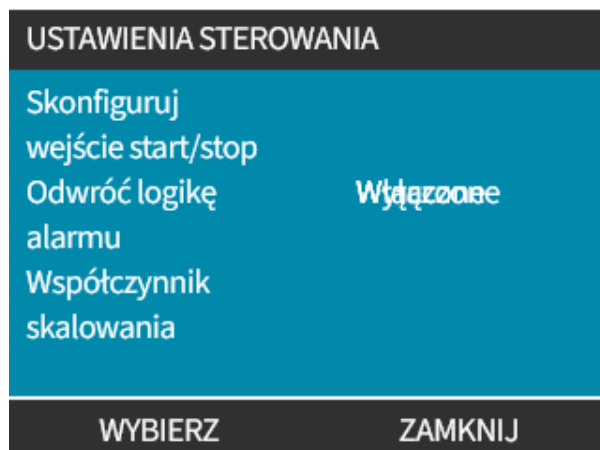 USTAWIENIA STEROWANIA
Skonfiguruj
wejście start/stop
Odwróć logikę
alarmu
Współczynnik
skalowania
WYBIERZ ZAMKNIJ